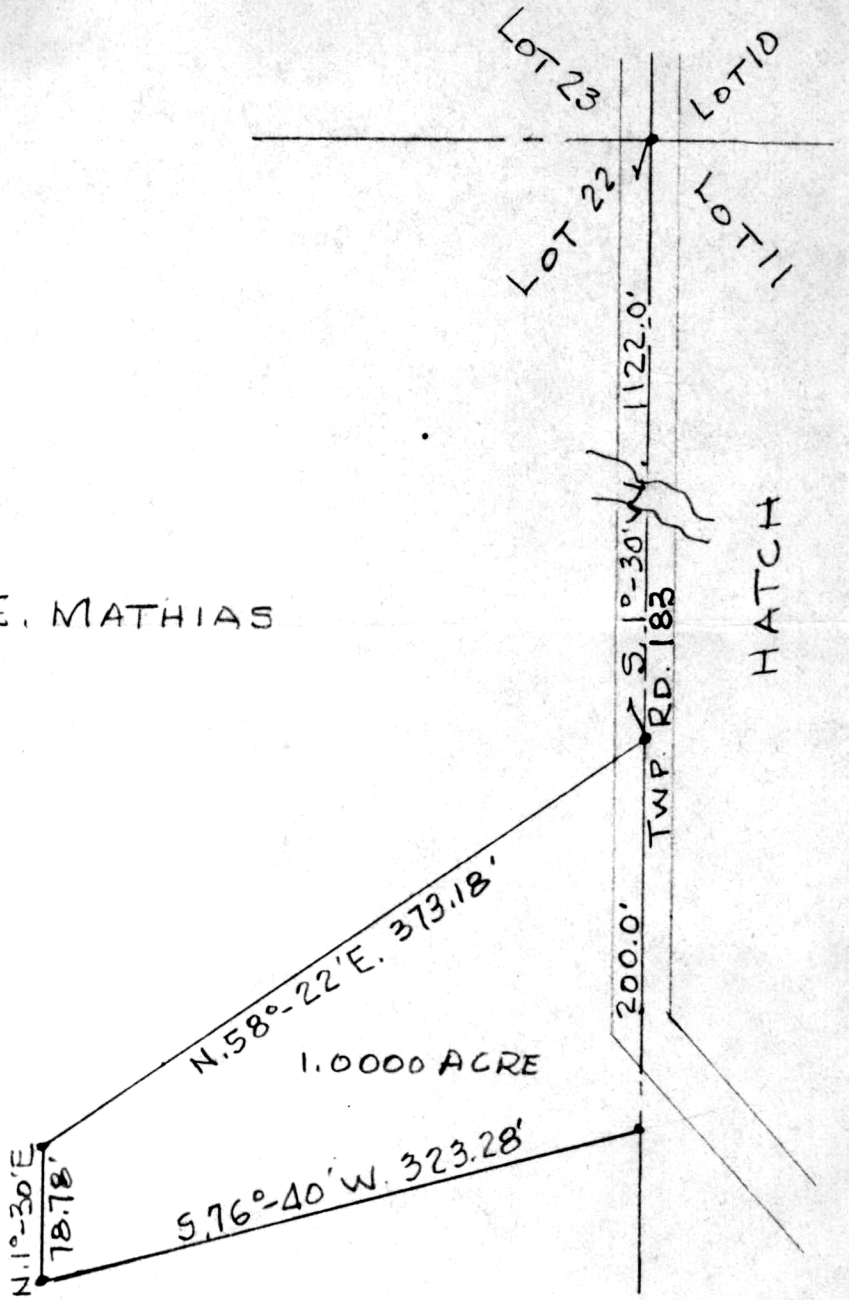 LOT 23
LOT 10
LOT 22
LOT 11
1122.0'
S. 1°-30' W.
TWP. RD. 183
HATCH
E. MATHIAS
N.58°-22'E. 373.18'
200.0'
1.0000 ACRE
S.76°-40'W. 323.28'
N.1°-30'E
78.78'